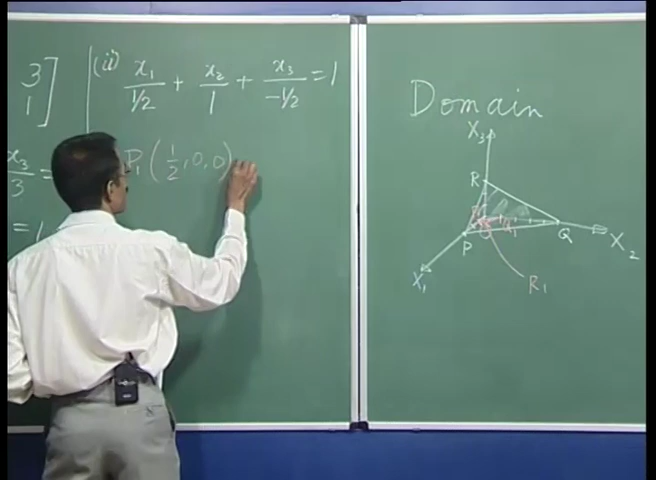 3]
1]
(ii) x₁/½ + x₂/1 + x₃/-½ = 1
x₃/3 =
= 1
P₁ (½, 0, 0)
Domain
X₃
R
P
Q
X₂
X₁
R₁